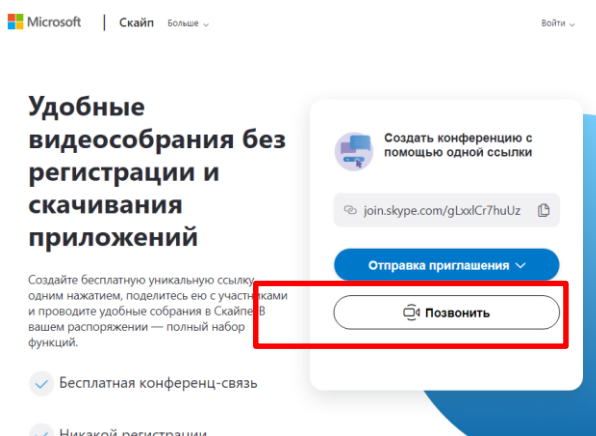 Microsoft | Скайп Больше Войти
Удобные
видеособрания без
регистрации и
скачивания
приложений
Создайте бесплатную уникальную ссылку
одним нажатием, поделитесь ею с участниками
и проводите удобные собрания в Скайпе. В
вашем распоряжении — полный набор
функций.
Бесплатная конференц-связь
Никакой регистрации
Создать конференцию с
помощью одной ссылки
join.skype.com/gLxxlCr7huUz
Отправка приглашения
Позвонить